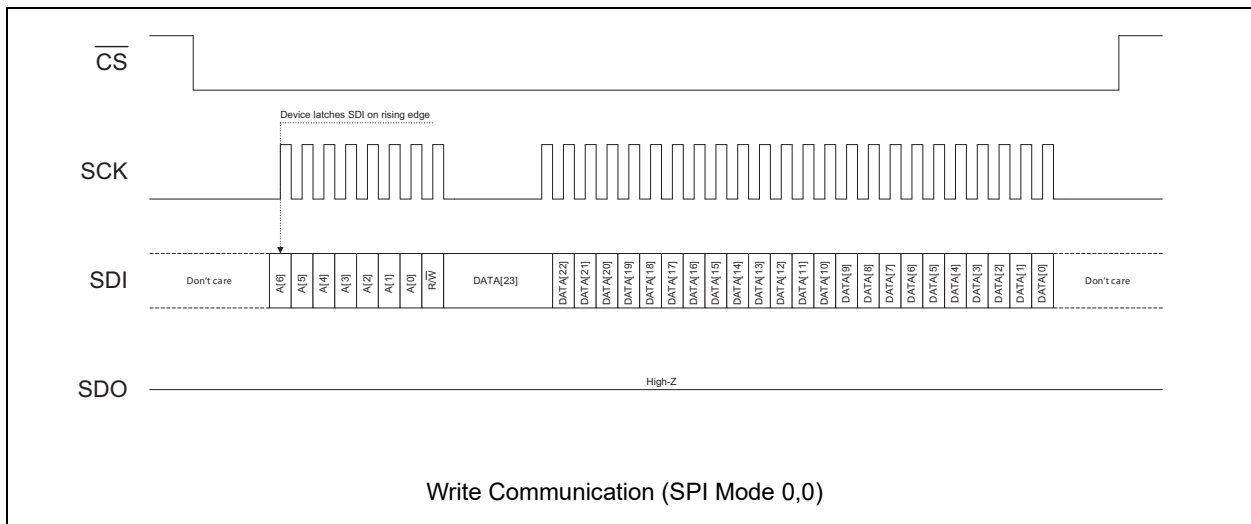 CS
Device latches SDI on rising edge
SCK
SDI
Don't care
A[6]
A[5]
A[4]
A[3]
A[2]
A[1]
A[0]
R/W
DATA[23]
DATA[22]
DATA[21]
DATA[20]
DATA[19]
DATA[18]
DATA[17]
DATA[16]
DATA[15]
DATA[14]
DATA[13]
DATA[12]
DATA[11]
DATA[10]
DATA[9]
DATA[8]
DATA[7]
DATA[6]
DATA[5]
DATA[4]
DATA[3]
DATA[2]
DATA[1]
DATA[0]
Don't care
SDO
High-Z
Write Communication (SPI Mode 0,0)